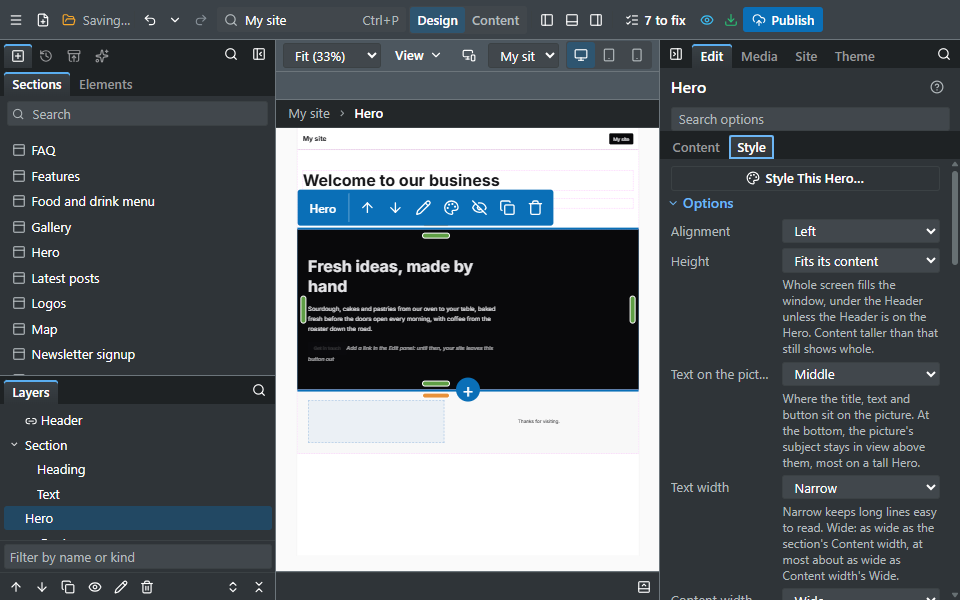 Saving...
My site
Ctrl+P
Design
Content
7 to fix
Publish
Fit (33%)
View
My sit
Edit
Media
Site
Theme
Sections
Elements
Search
FAQ
Features
Food and drink menu
Gallery
Hero
Latest posts
Logos
Map
Newsletter signup
Layers
Header
Section
Heading
Text
Hero
Filter by name or kind
My site › Hero
My site
My site
Welcome to our business
Hero
Fresh ideas, made by
hand
Sourdough, cakes and pastries from our oven to your table, baked
fresh before the doors open every morning, with coffee from the
roaster down the road.
Add a link in the Edit panel: until then, your site leaves this
button out
Thanks for visiting.
Hero
Search options
Content
Style
Style This Hero...
Options
Alignment
Left
Height
Fits its content
Whole screen fills the
window, under the Header
unless the Header is on the
Hero. Content taller than that
still shows whole.
Text on the pict...
Middle
Where the title, text and
button sit on the picture. At
the bottom, the picture's
subject stays in view above
them, most on a tall Hero.
Text width
Narrow
Narrow keeps long lines easy
to read. Wide: as wide as the
section's Content width, at
most about as wide as
Content width's Wide.
Content width
Wide